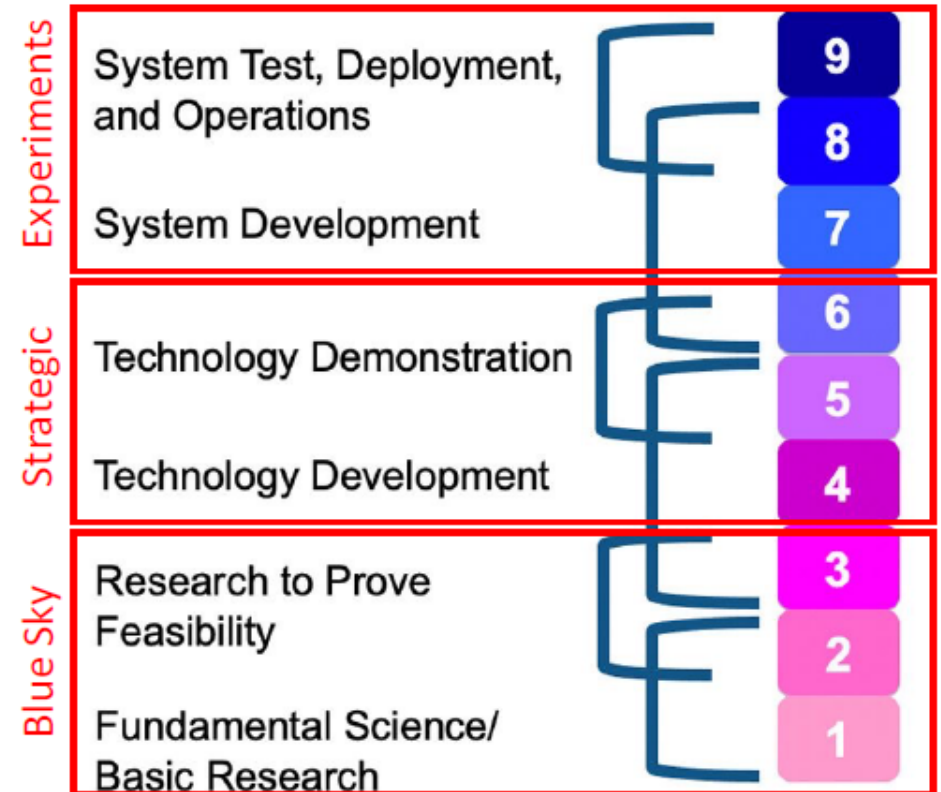 Experiments
System Test, Deployment,
and Operations
System Development
9
8
7
Strategic
Technology Demonstration
Technology Development
6
5
4
Blue Sky
Research to Prove
Feasibility
Fundamental Science/
Basic Research
3
2
1